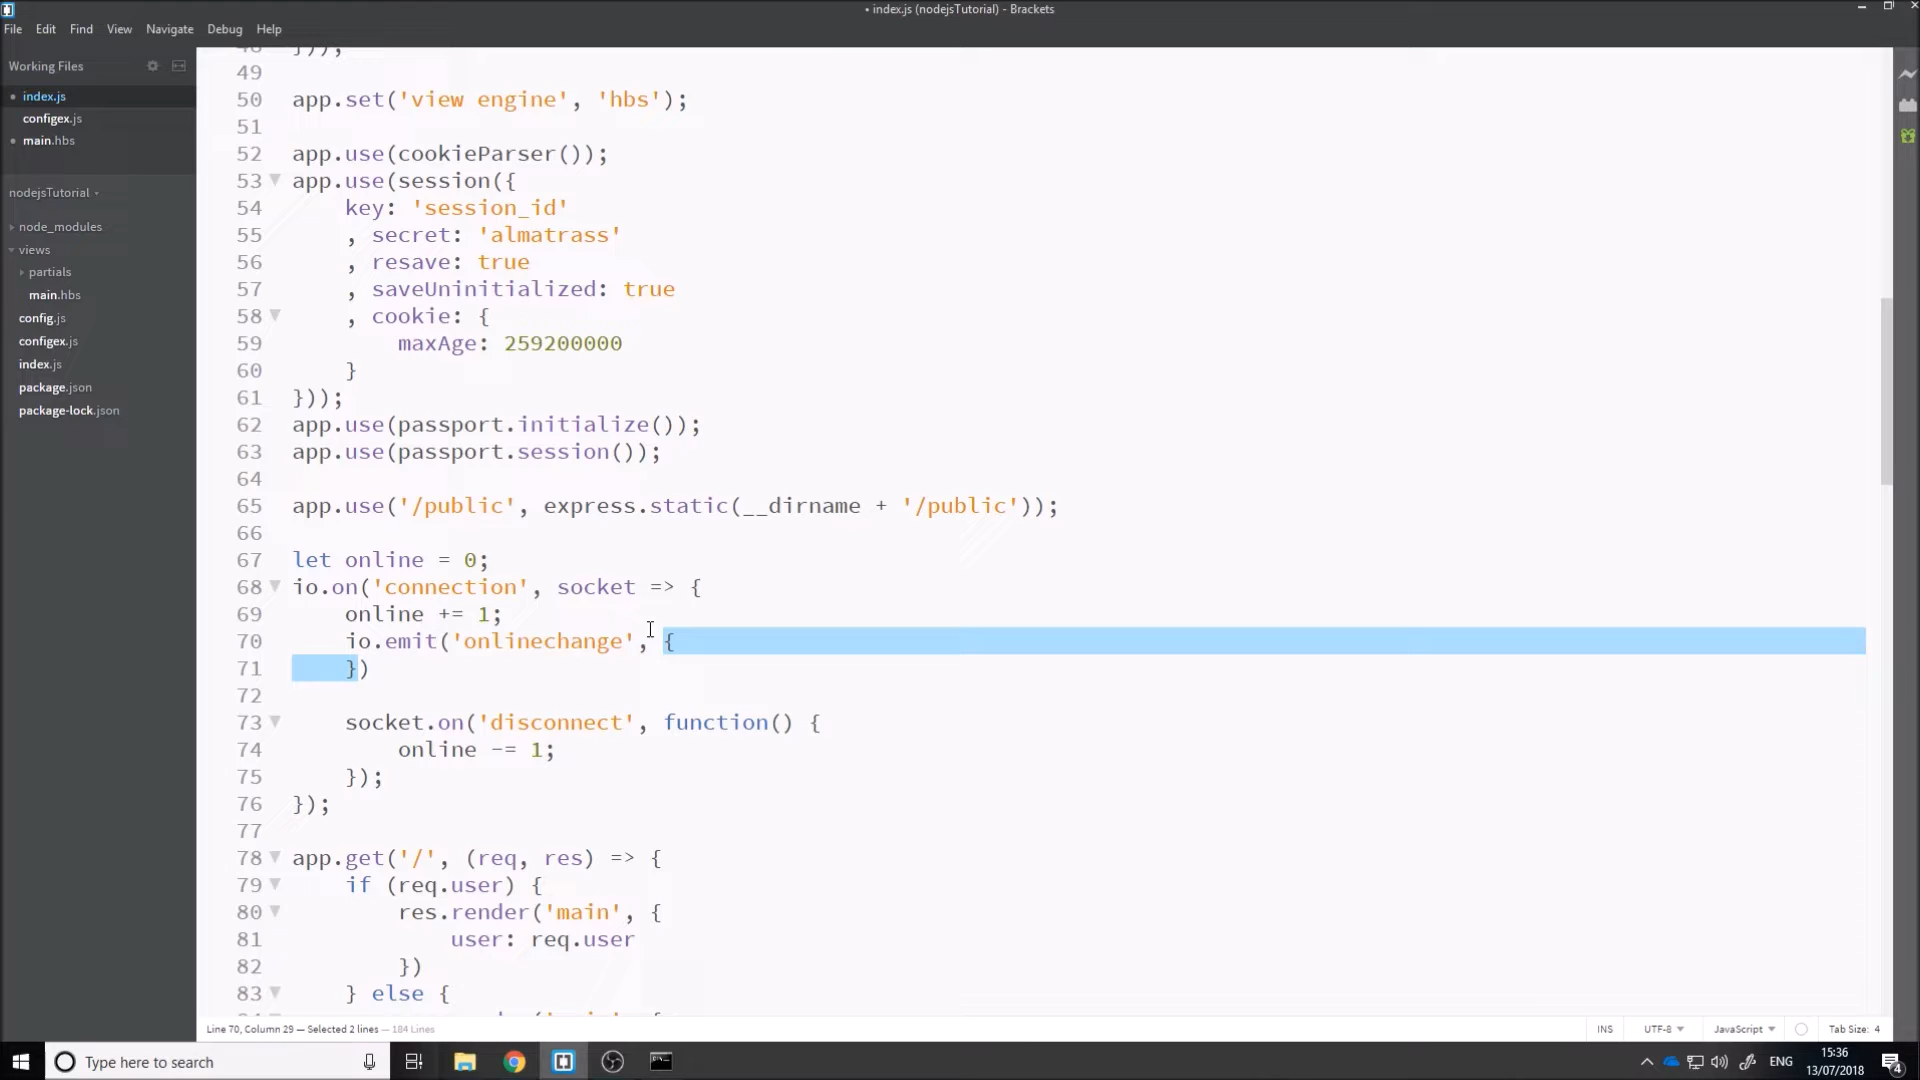 • index.js (nodejsTutorial) - Brackets
File Edit Find View Navigate Debug Help
Working Files
index.js
configex.js
main.hbs
nodejsTutorial
node_modules
views
partials
main.hbs
config.js
configex.js
index.js
package.json
package-lock.json
48 }));
49
50 app.set('view engine', 'hbs');
51
52 app.use(cookieParser());
53 app.use(session({
54     key: 'session_id'
55     , secret: 'almatrass'
56     , resave: true
57     , saveUninitialized: true
58     , cookie: {
59         maxAge: 259200000
60     }
61 }));
62 app.use(passport.initialize());
63 app.use(passport.session());
64
65 app.use('/public', express.static(__dirname + '/public'));
66
67 let online = 0;
68 io.on('connection', socket => {
69     online += 1;
70     io.emit('onlinechange', {
71     })
72
73     socket.on('disconnect', function() {
74         online -= 1;
75     });
76 });
77
78 app.get('/', (req, res) => {
79     if (req.user) {
80         res.render('main', {
81             user: req.user
82         })
83     } else {
Line 70, Column 29 — Selected 2 lines — 184 Lines
INS UTF-8 JavaScript Tab Size: 4
Type here to search
ENG
15:36
13/07/2018
4